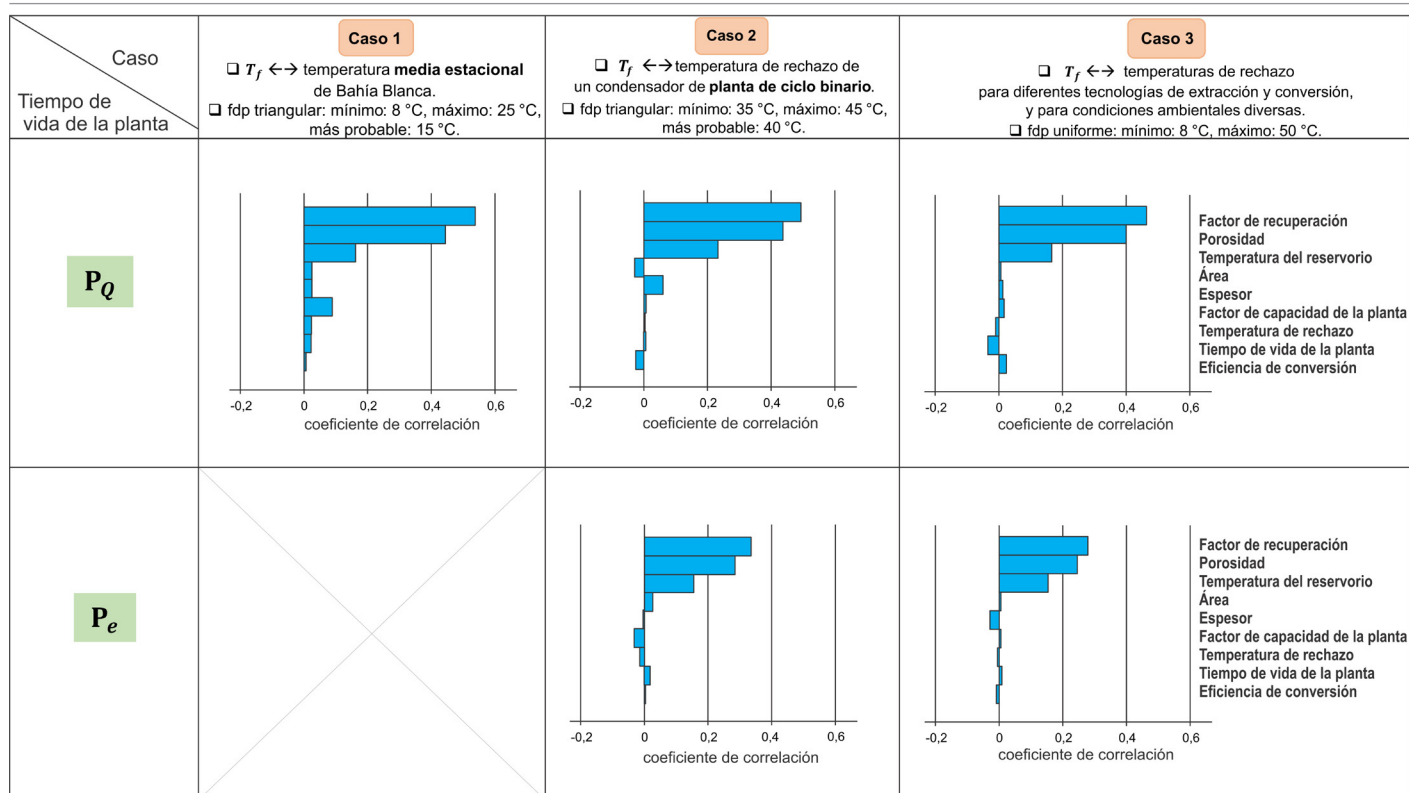 Caso
Tiempo de
vida de la planta
Caso 1
❑ T_f ←→ temperatura media estacional
de Bahía Blanca.
❑ fdp triangular: mínimo: 8 °C, máximo: 25 °C,
más probable: 15 °C.
Caso 2
❑ T_f ←→ temperatura de rechazo de
un condensador de planta de ciclo binario.
❑ fdp triangular: mínimo: 35 °C, máximo: 45 °C,
más probable: 40 °C.
Caso 3
❑ T_f ←→ temperaturas de rechazo
para diferentes tecnologías de extracción y conversión,
y para condiciones ambientales diversas.
❑ fdp uniforme: mínimo: 8 °C, máximo: 50 °C.
P_Q
-0,2 0 0,2 0,4 0,6
coeficiente de correlación
-0,2 0 0,2 0,4 0,6
coeficiente de correlación
-0,2 0 0,2 0,4 0,6
coeficiente de correlación
Factor de recuperación
Porosidad
Temperatura del reservorio
Área
Espesor
Factor de capacidad de la planta
Temperatura de rechazo
Tiempo de vida de la planta
Eficiencia de conversión
P_e
-0,2 0 0,2 0,4 0,6
coeficiente de correlación
-0,2 0 0,2 0,4 0,6
coeficiente de correlación
Factor de recuperación
Porosidad
Temperatura del reservorio
Área
Espesor
Factor de capacidad de la planta
Temperatura de rechazo
Tiempo de vida de la planta
Eficiencia de conversión